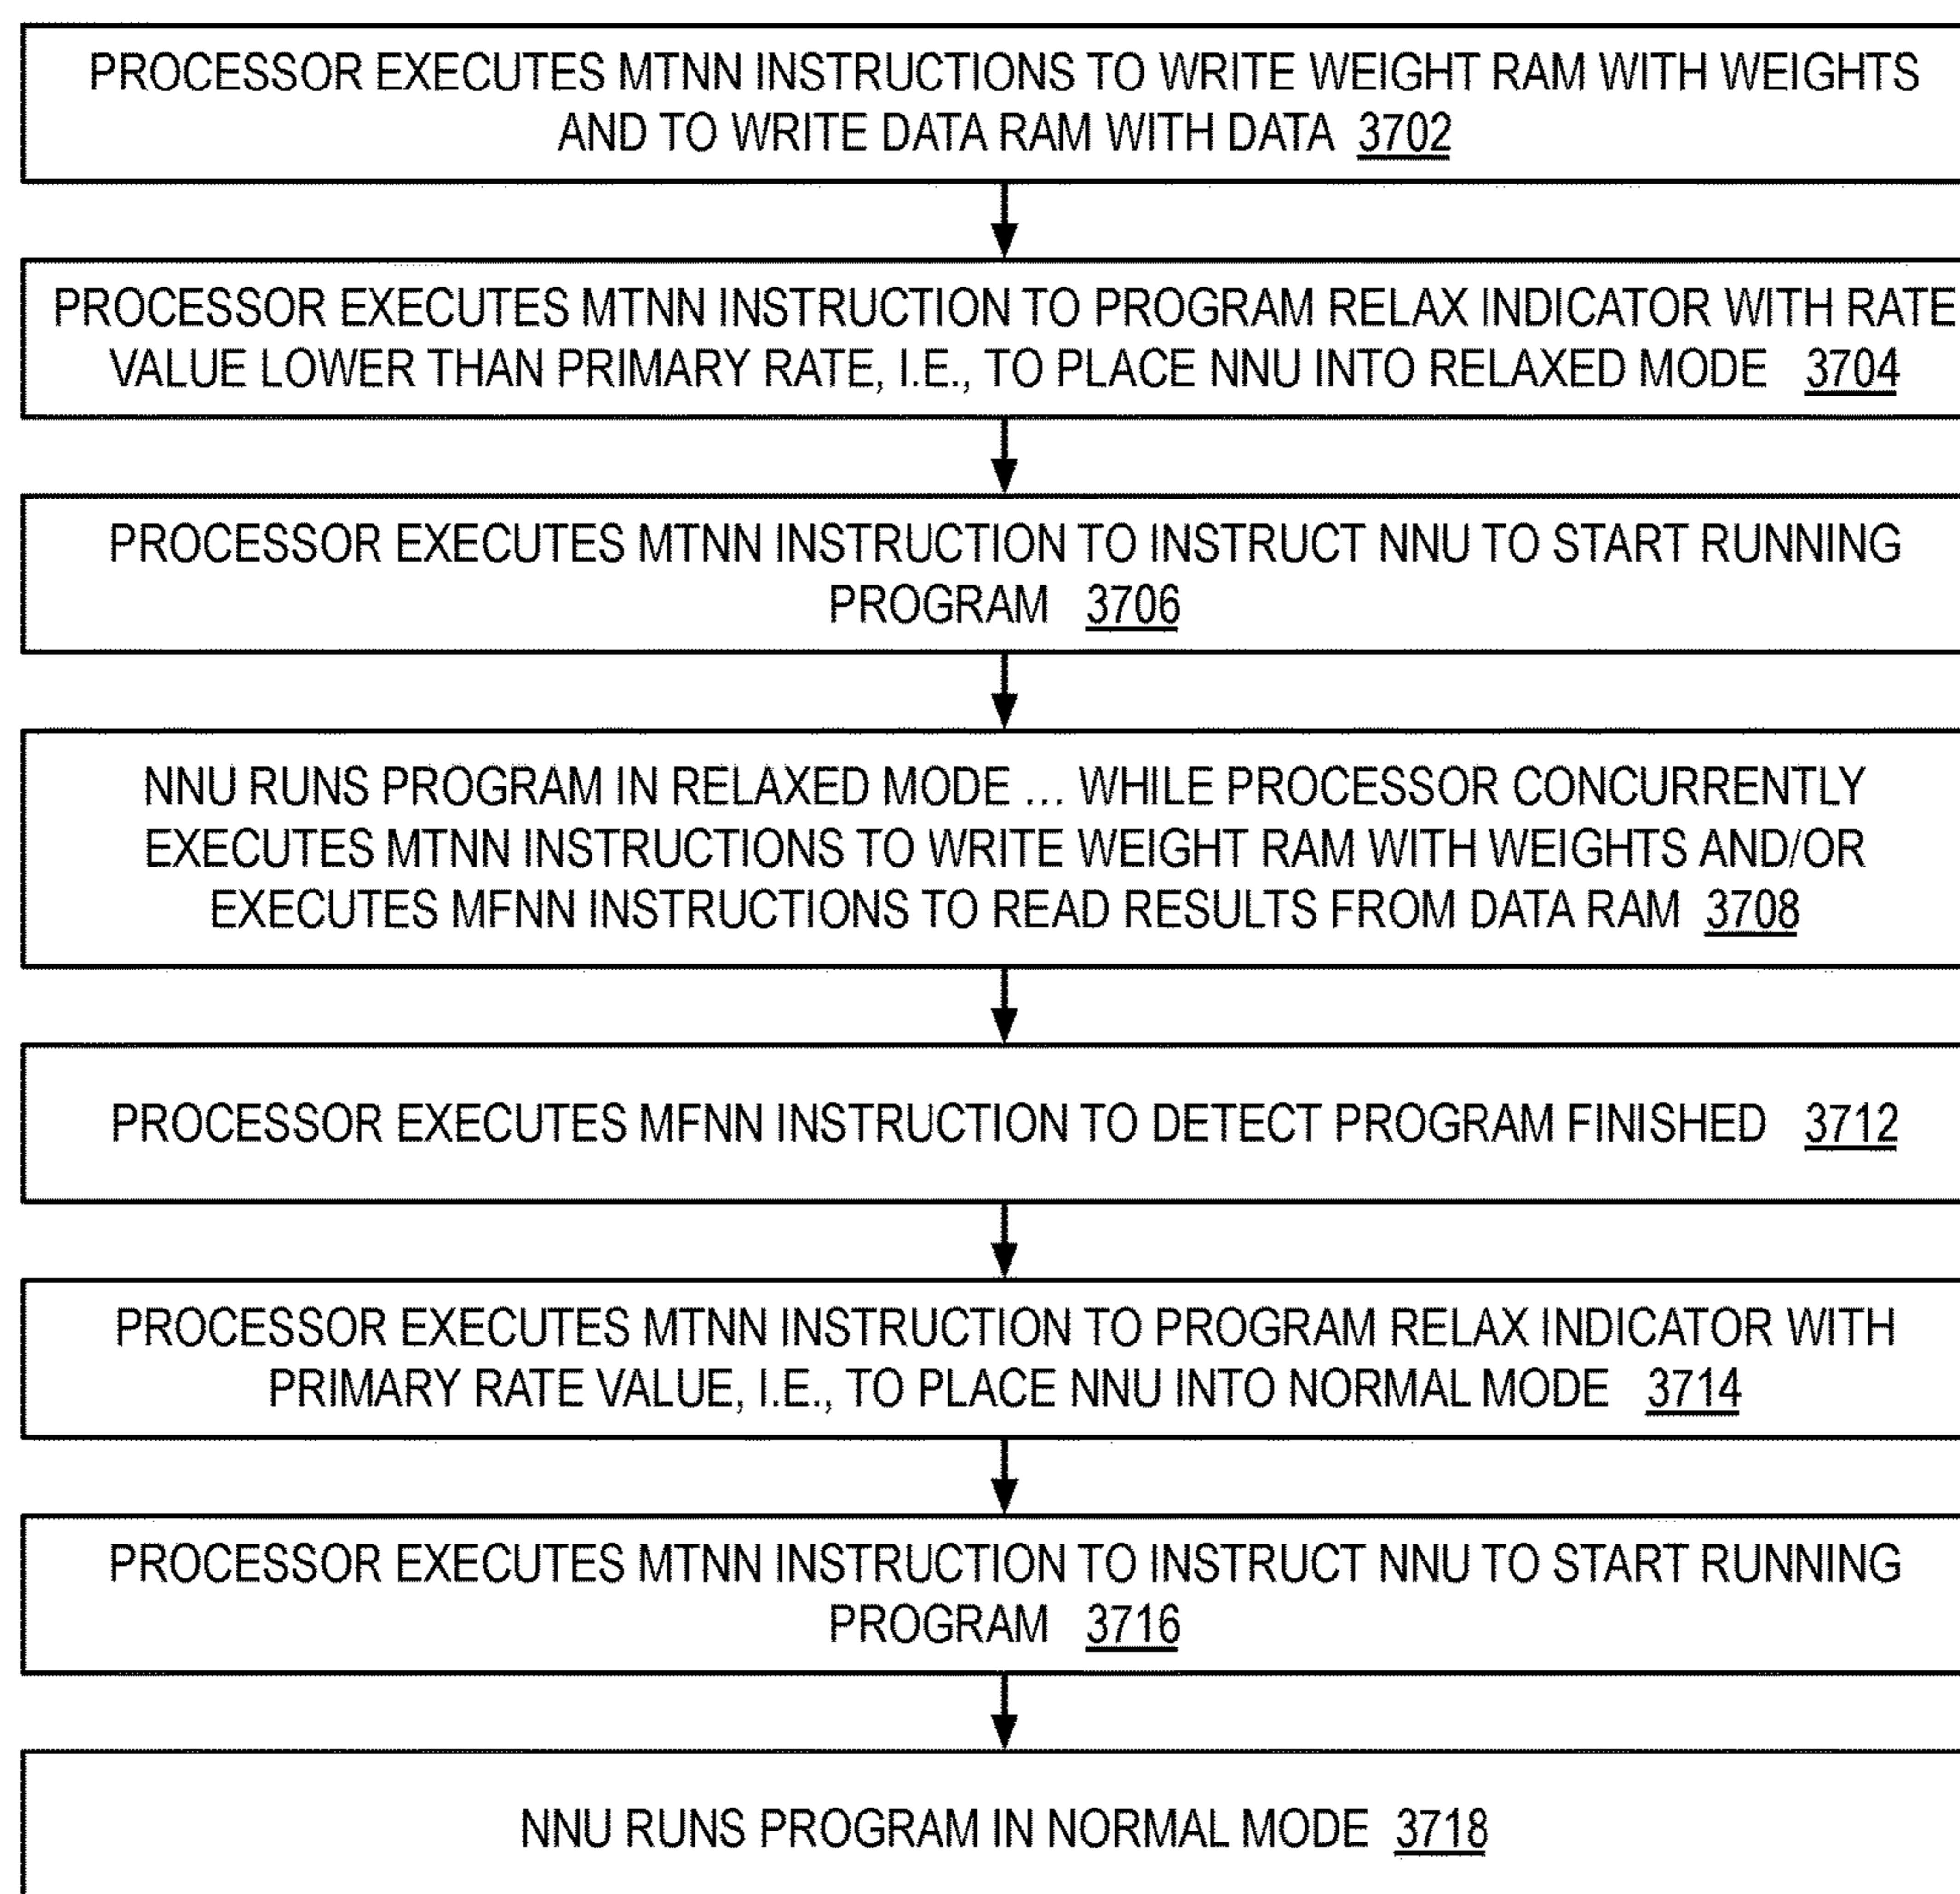 PROCESSOR EXECUTES MTNN INSTRUCTIONS TO WRITE WEIGHT RAM WITH WEIGHTS
AND TO WRITE DATA RAM WITH DATA 3702
PROCESSOR EXECUTES MTNN INSTRUCTION TO PROGRAM RELAX INDICATOR WITH RATE
VALUE LOWER THAN PRIMARY RATE, I.E., TO PLACE NNU INTO RELAXED MODE 3704
PROCESSOR EXECUTES MTNN INSTRUCTION TO INSTRUCT NNU TO START RUNNING
PROGRAM 3706
NNU RUNS PROGRAM IN RELAXED MODE ... WHILE PROCESSOR CONCURRENTLY
EXECUTES MTNN INSTRUCTIONS TO WRITE WEIGHT RAM WITH WEIGHTS AND/OR
EXECUTES MFNN INSTRUCTIONS TO READ RESULTS FROM DATA RAM 3708
PROCESSOR EXECUTES MFNN INSTRUCTION TO DETECT PROGRAM FINISHED 3712
PROCESSOR EXECUTES MTNN INSTRUCTION TO PROGRAM RELAX INDICATOR WITH
PRIMARY RATE VALUE, I.E., TO PLACE NNU INTO NORMAL MODE 3714
PROCESSOR EXECUTES MTNN INSTRUCTION TO INSTRUCT NNU TO START RUNNING
PROGRAM 3716
NNU RUNS PROGRAM IN NORMAL MODE 3718